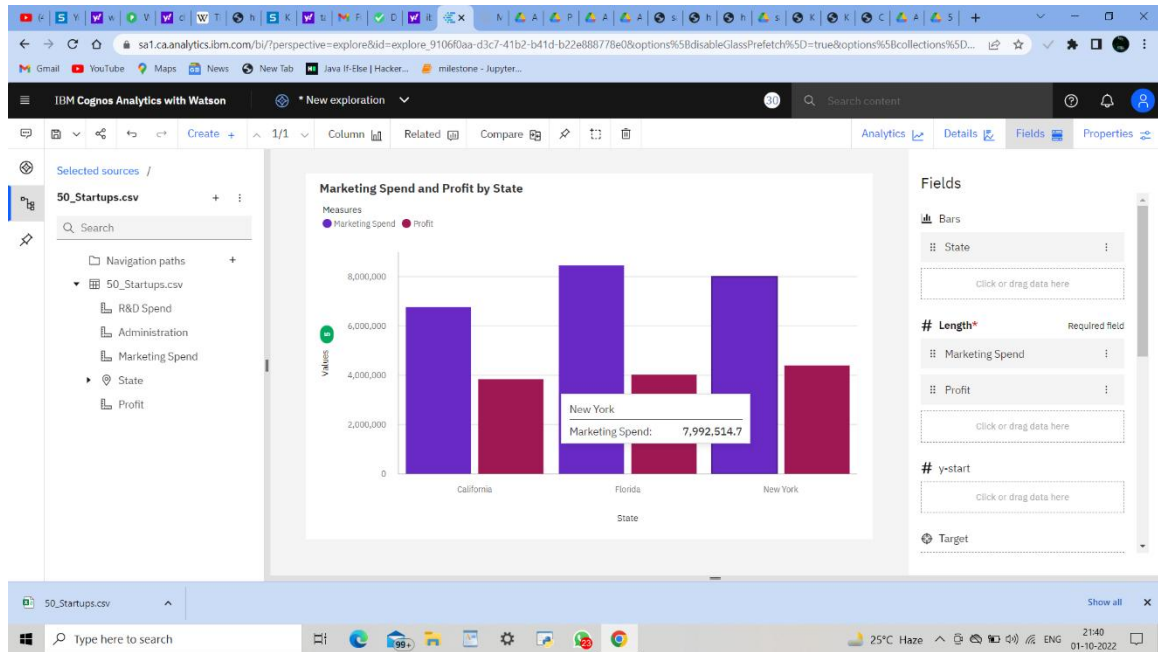 sa1.ca.analytics.ibm.com/bi/?perspective=explore&id=explore_9106f0aa-d3c7-41b2-b41d-b22e888778e0&options%5BdisableGlassPrefetch%5D=true&options%5Bcollections%5D...
Gmail YouTube Maps News New Tab Java If-Else | Hacker... milestone - Jupyter...
IBM Cognos Analytics with Watson * New exploration 30 Search content
Create + 1/1 Column Related Compare Analytics Details Fields Properties
Selected sources /
50_Startups.csv
Search
Navigation paths
50_Startups.csv
R&D Spend
Administration
Marketing Spend
State
Profit
Marketing Spend and Profit by State
Measures
Marketing Spend Profit
8,000,000
6,000,000
4,000,000
2,000,000
0
Values
New York
Marketing Spend: 7,992,514.7
California Florida New York
State
Fields
Bars
State
Click or drag data here
# Length* Required field
Marketing Spend
Profit
Click or drag data here
# y-start
Click or drag data here
Target
50_Startups.csv Show all
Type here to search 99+ 23 25°C Haze ENG 21:40
01-10-2022